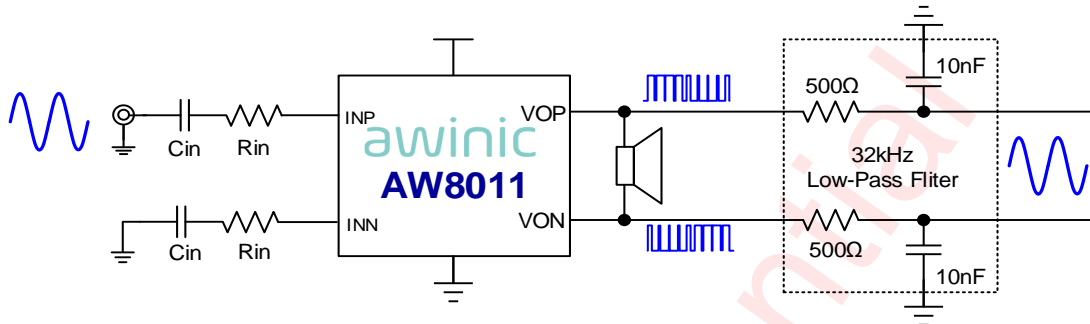 10nF
500Ω
INP
VOP
Cin
Rin
awinic
AW8011
32kHz
Low-Pass Fliter
INN
VON
Cin
Rin
500Ω
10nF